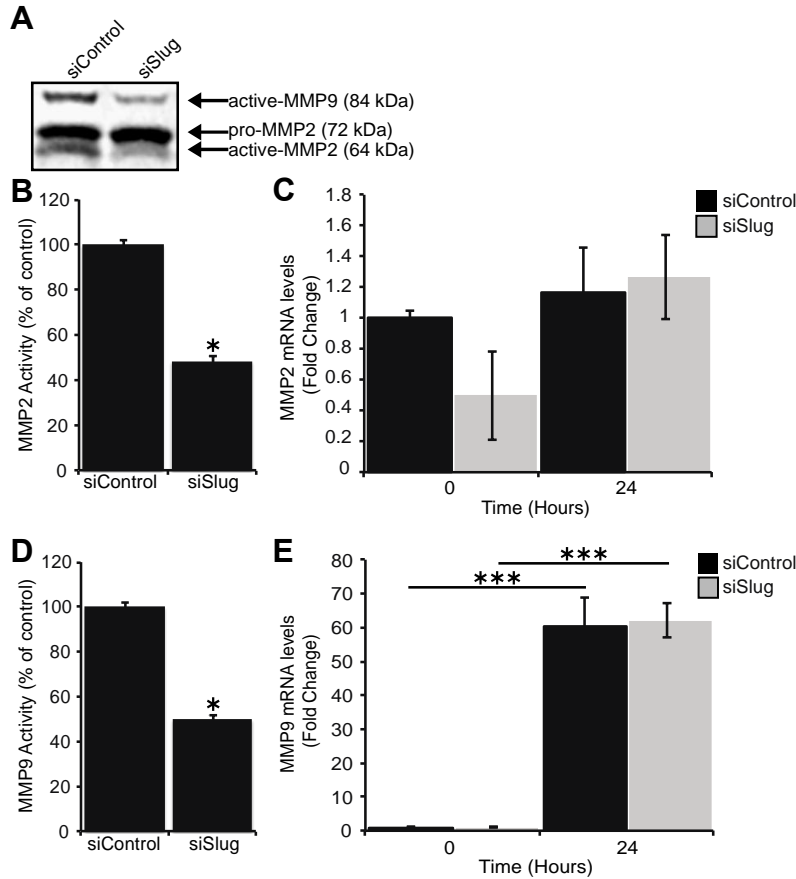 A
siControl
siSlug
active-MMP9 (84 kDa)
pro-MMP2 (72 kDa)
active-MMP2 (64 kDa)
B
MMP2 Activity (% of control)
120
100
80
60
40
20
0
*
siControl
siSlug
C
MMP2 mRNA levels
(Fold Change)
1.8
1.6
1.4
1.2
1
0.8
0.6
0.4
0.2
0
0
24
Time (Hours)
siControl
siSlug
D
MMP9 Activity (% of control)
120
100
80
60
40
20
0
*
siControl
siSlug
E
MMP9 mRNA levels
(Fold Change)
80
70
60
50
40
30
20
10
0
***
***
0
24
Time (Hours)
siControl
siSlug